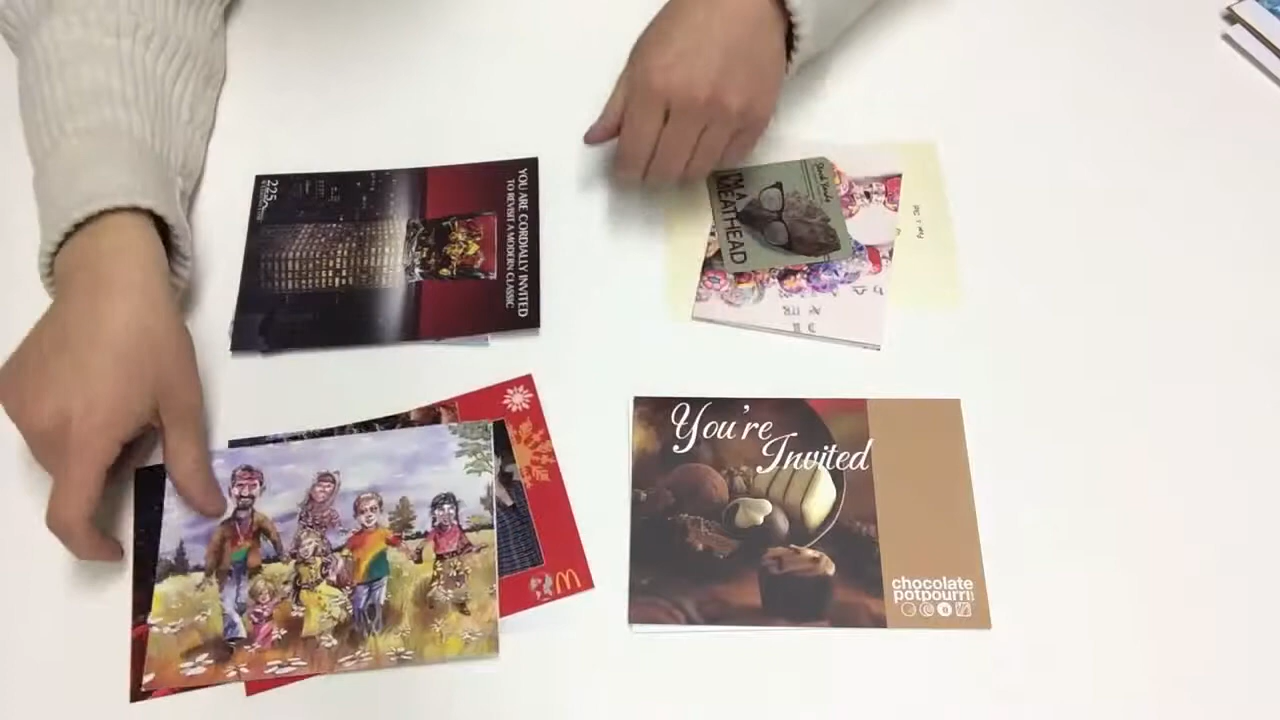 YOU ARE CORDIALLY INVITED
TO REVISIT A MODERN CLASSIC
225
I'M A
MEATHEAD
You're
Invited
chocolate
potpourri